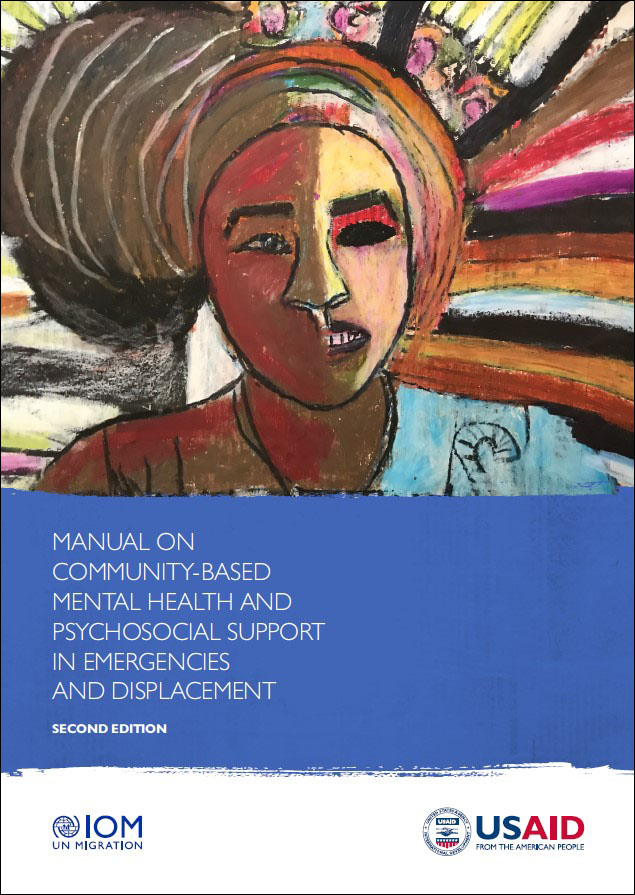 MANUAL ON
COMMUNITY-BASED
MENTAL HEALTH AND
PSYCHOSOCIAL SUPPORT
IN EMERGENCIES
AND DISPLACEMENT
SECOND EDITION
IOM
UN MIGRATION
USAID
USAID
FROM THE AMERICAN PEOPLE